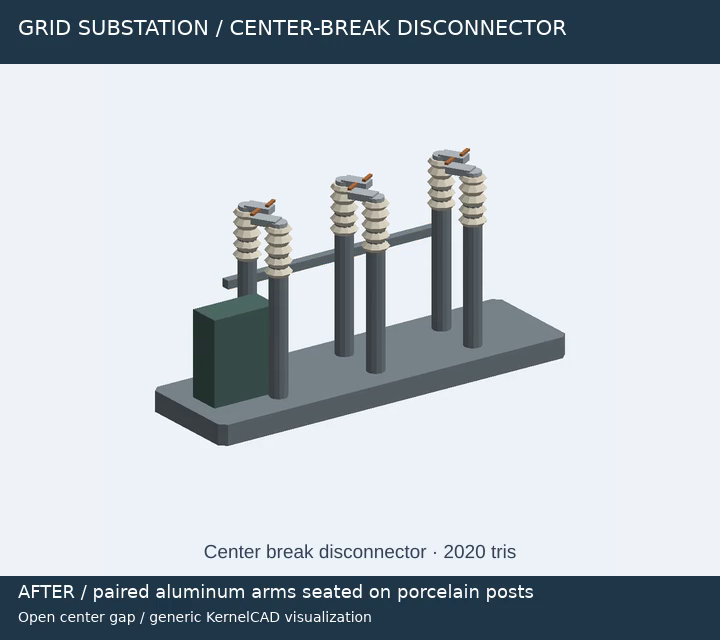 GRID SUBSTATION / CENTER-BREAK DISCONNECTOR
Center break disconnector · 2020 tris
AFTER / paired aluminum arms seated on porcelain posts
Open center gap / generic KernelCAD visualization